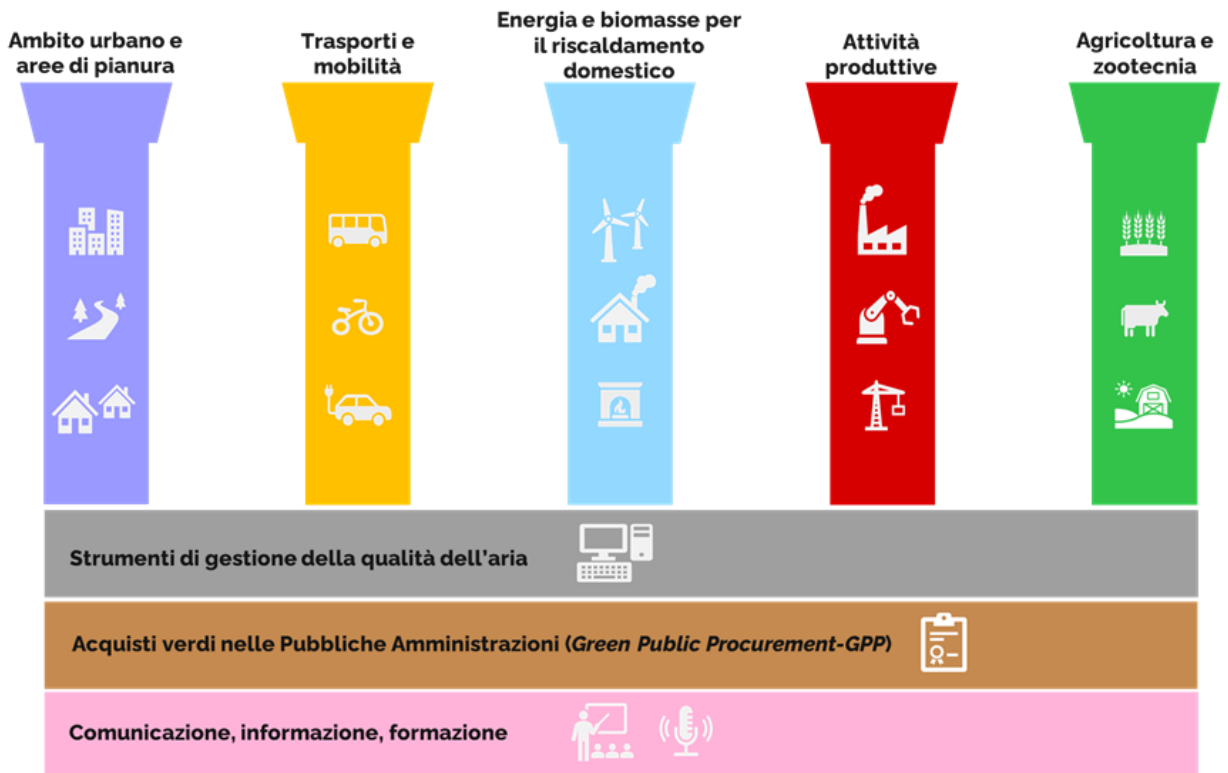 Ambito urbano e
aree di pianura
Trasporti e
mobilità
Energia e biomasse per
il riscaldamento
domestico
Attività
produttive
Agricoltura e
zootecnia
Strumenti di gestione della qualità dell'aria
Acquisti verdi nelle Pubbliche Amministrazioni (Green Public Procurement-GPP)
Comunicazione, informazione, formazione